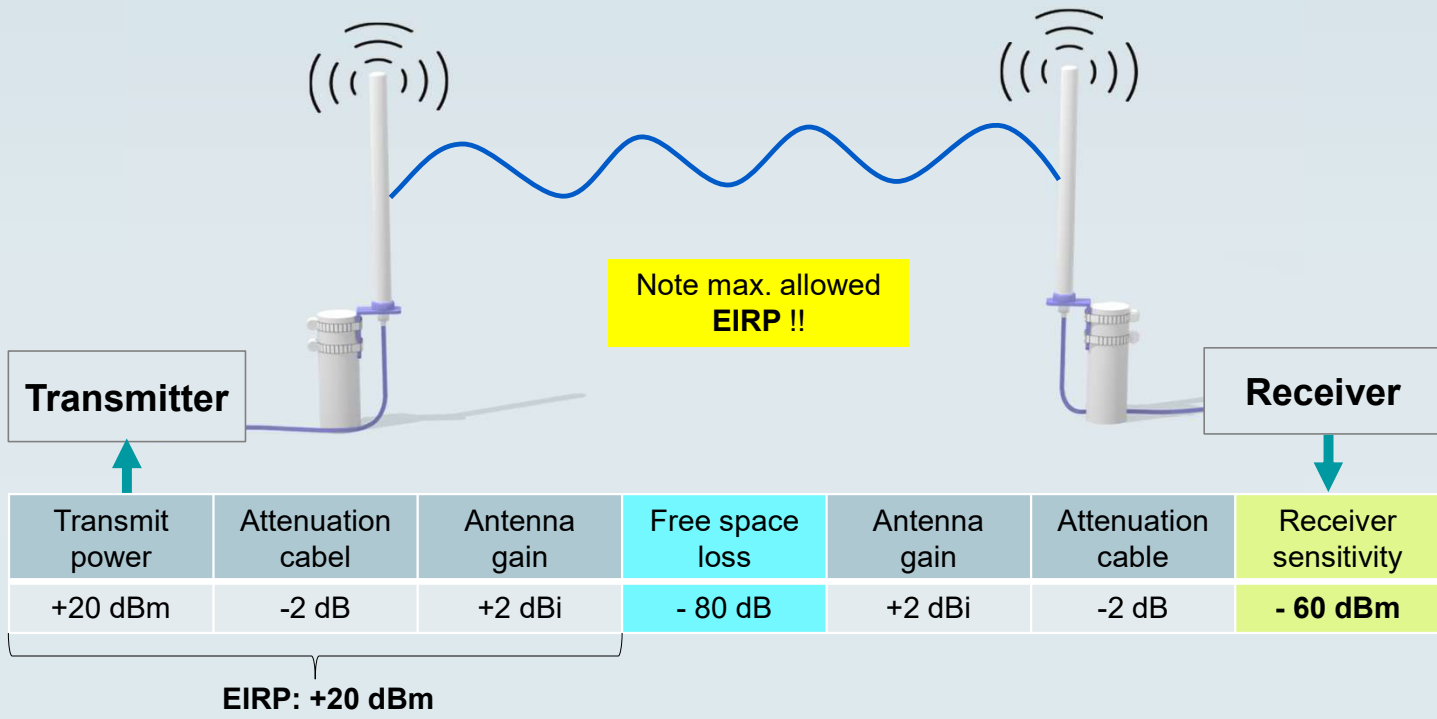 Note max. allowed
EIRP !!
Transmitter
Receiver
Transmit power
Attenuation cabel
Antenna gain
Free space loss
Antenna gain
Attenuation cable
Receiver sensitivity
+20 dBm
-2 dB
+2 dBi
- 80 dB
+2 dBi
-2 dB
- 60 dBm
EIRP: +20 dBm